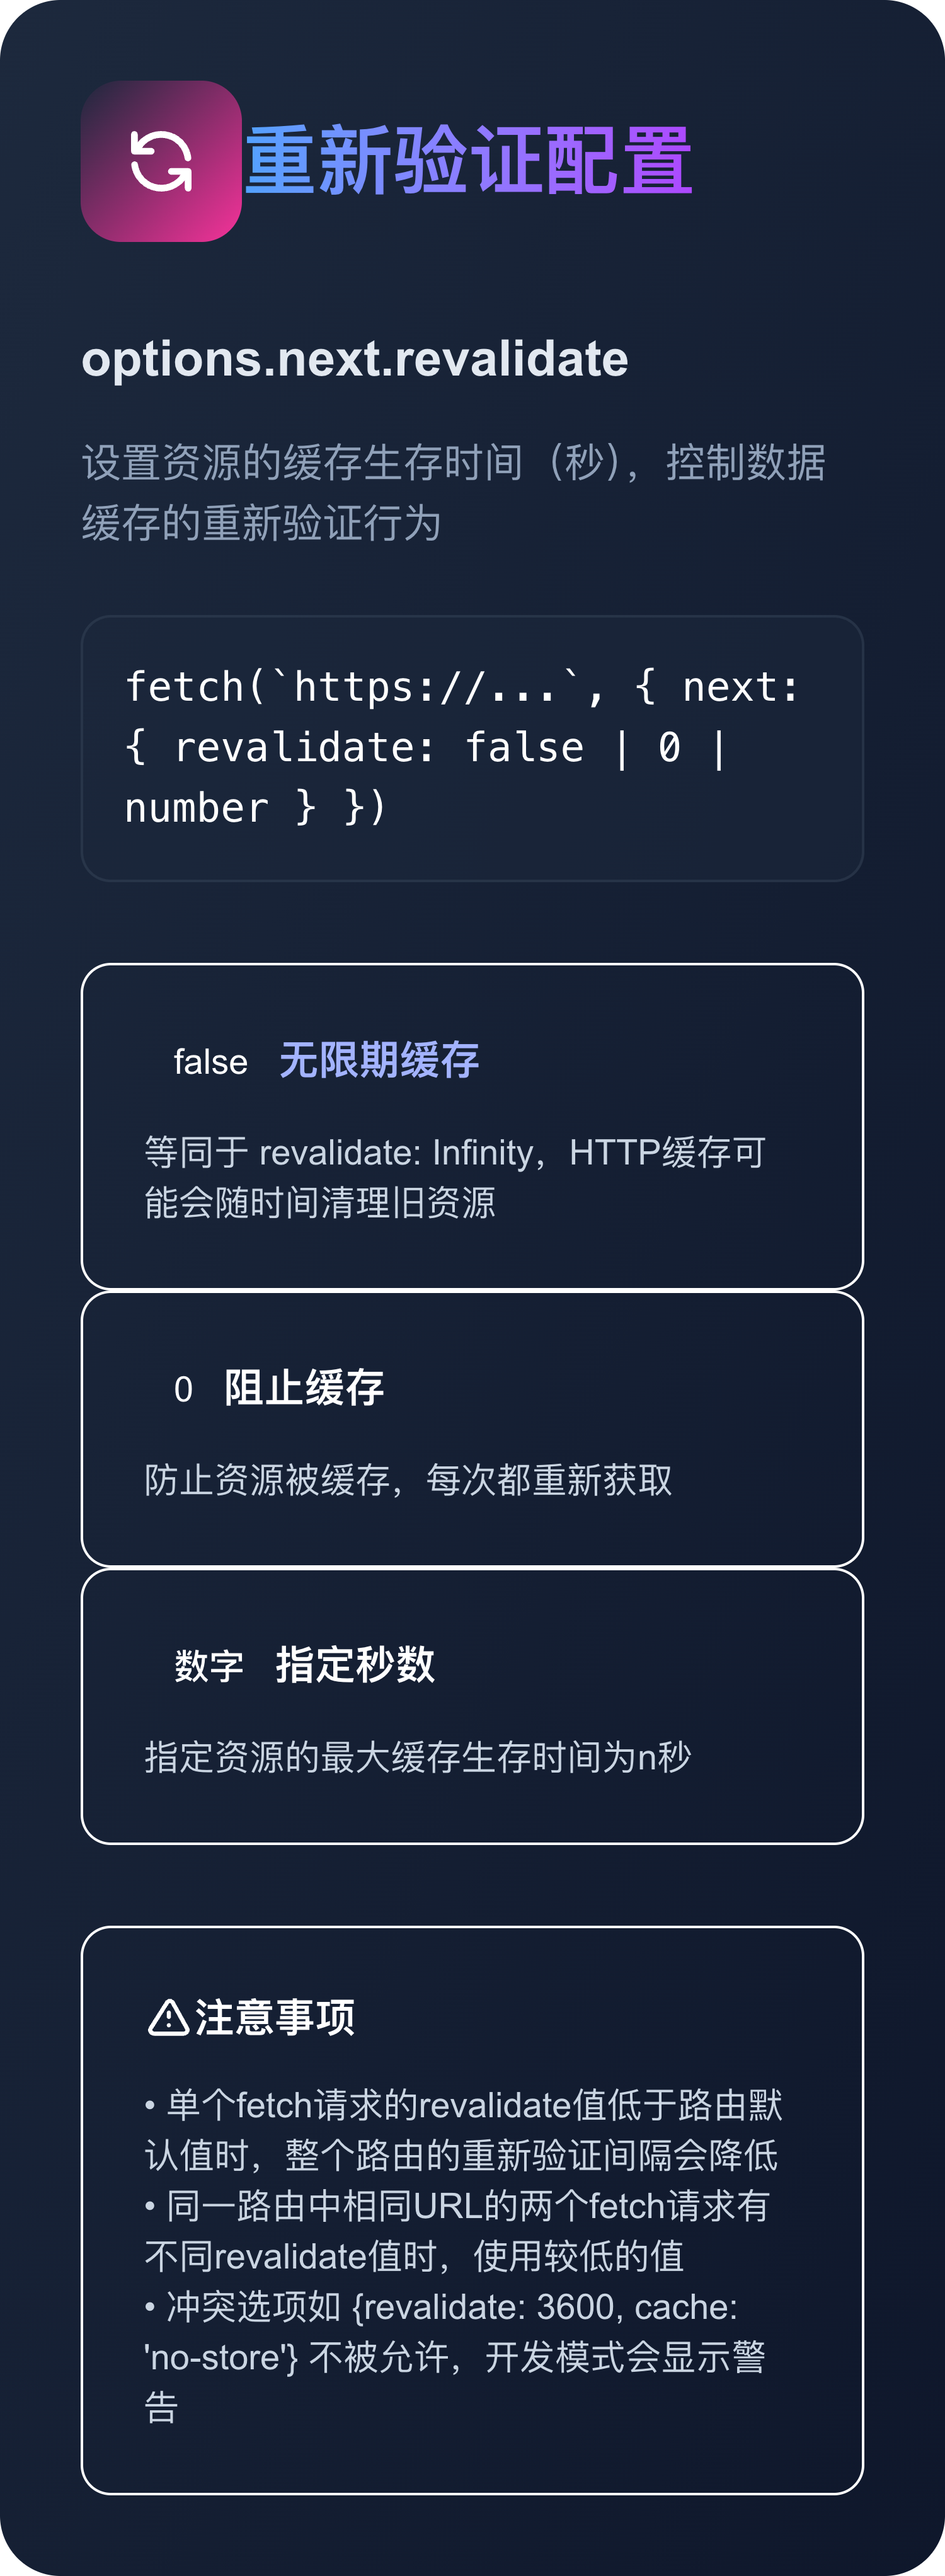 重新验证配置
options.next.revalidate
设置资源的缓存生存时间（秒），控制数据
缓存的重新验证行为
fetch(`https://...`, { next:
{ revalidate: false | 0 |
number } })
false 无限期缓存
等同于 revalidate: Infinity，HTTP缓存可
能会随时间清理旧资源
0 阻止缓存
防止资源被缓存，每次都重新获取
数字 指定秒数
指定资源的最大缓存生存时间为n秒
注意事项
• 单个fetch请求的revalidate值低于路由默
认值时，整个路由的重新验证间隔会降低
• 同一路由中相同URL的两个fetch请求有
不同revalidate值时，使用较低的值
• 冲突选项如 {revalidate: 3600, cache:
'no-store'} 不被允许，开发模式会显示警
告